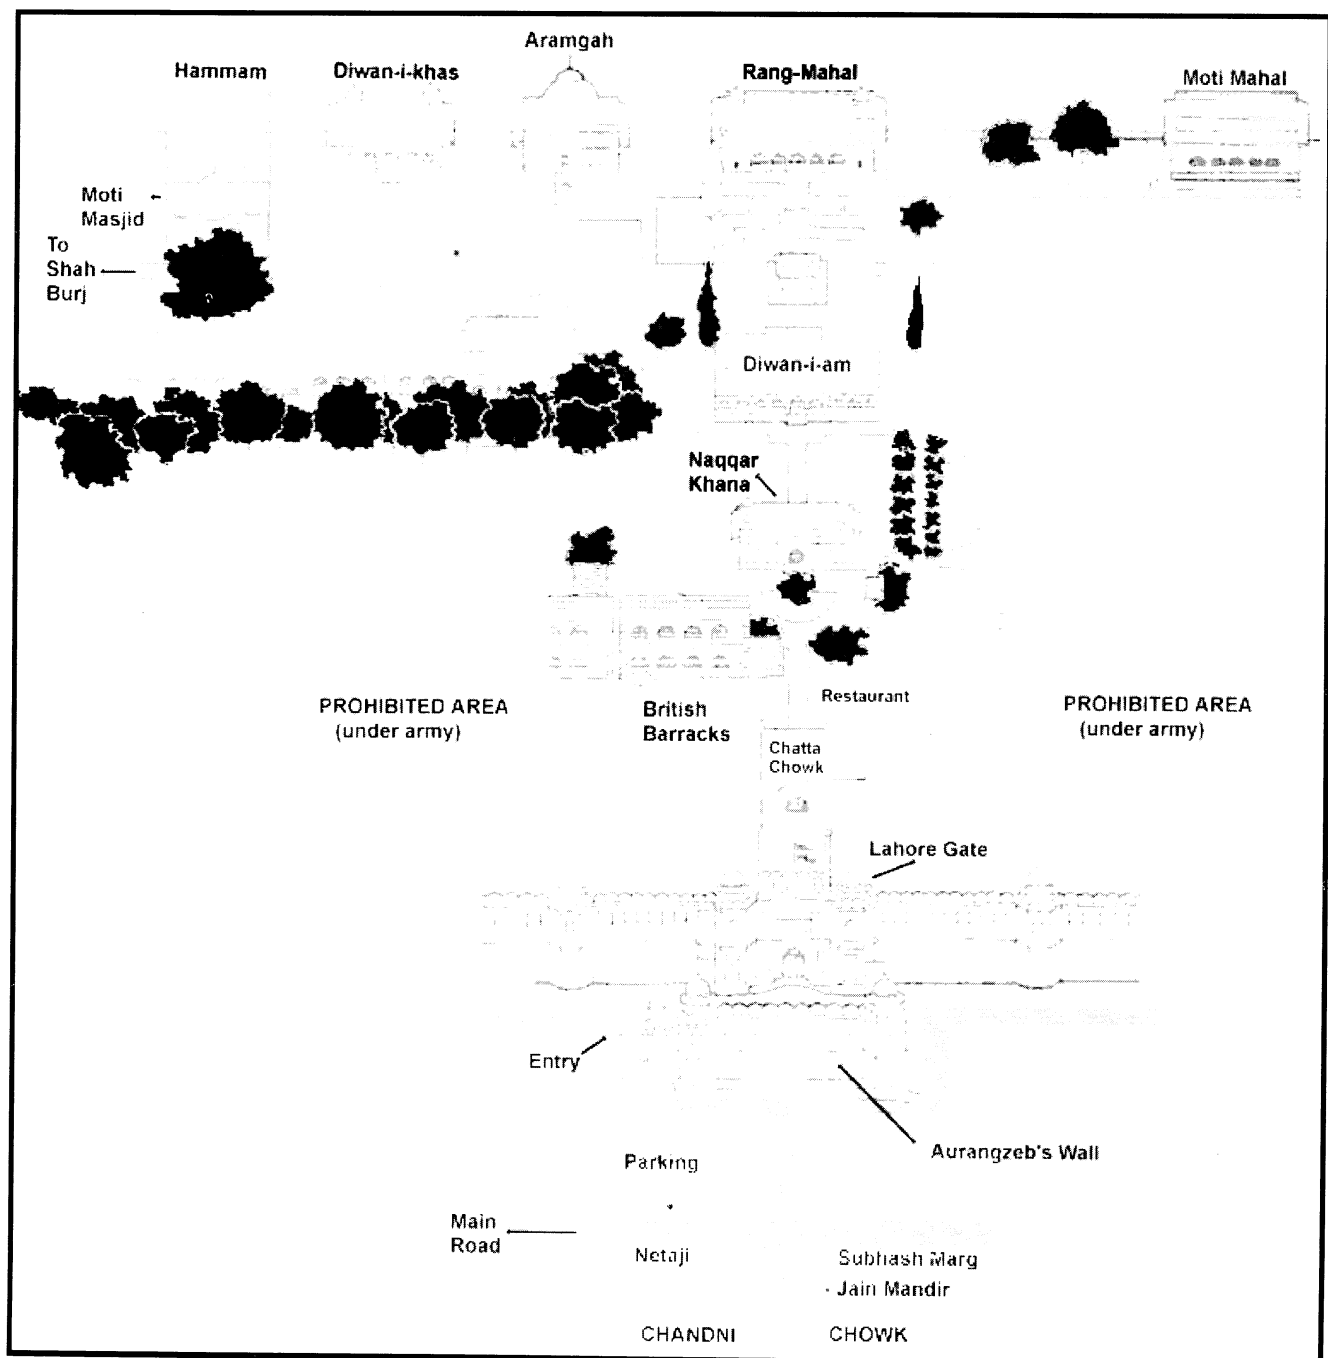 Aramgah
Hammam
Diwan-i-khas
Rang-Mahal
Moti Mahal
Moti
Masjid
To
Shah
Burj
Diwan-i-am
Naqqar
Khana
PROHIBITED AREA
(under army)
British
Barracks
Restaurant
PROHIBITED AREA
(under army)
Chatta
Chowk
Lahore Gate
Entry
Aurangzeb's Wall
Parking
Main
Road
Netaji
Subhash Marg
Jain Mandir
CHANDNI
CHOWK